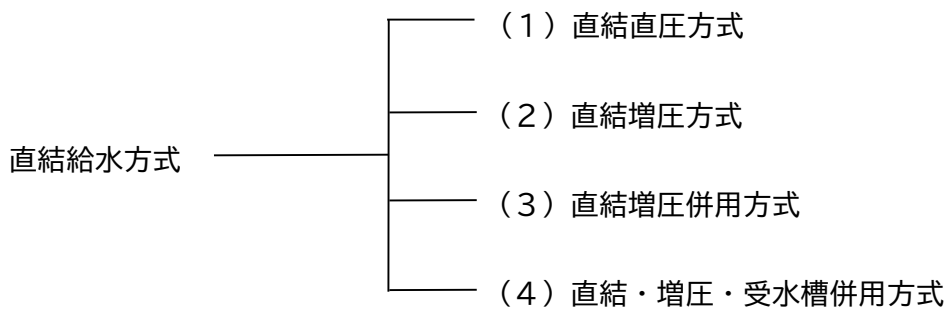 （１）直結直圧方式
（２）直結増圧方式
直結給水方式
（３）直結増圧併用方式
（４）直結・増圧・受水槽併用方式